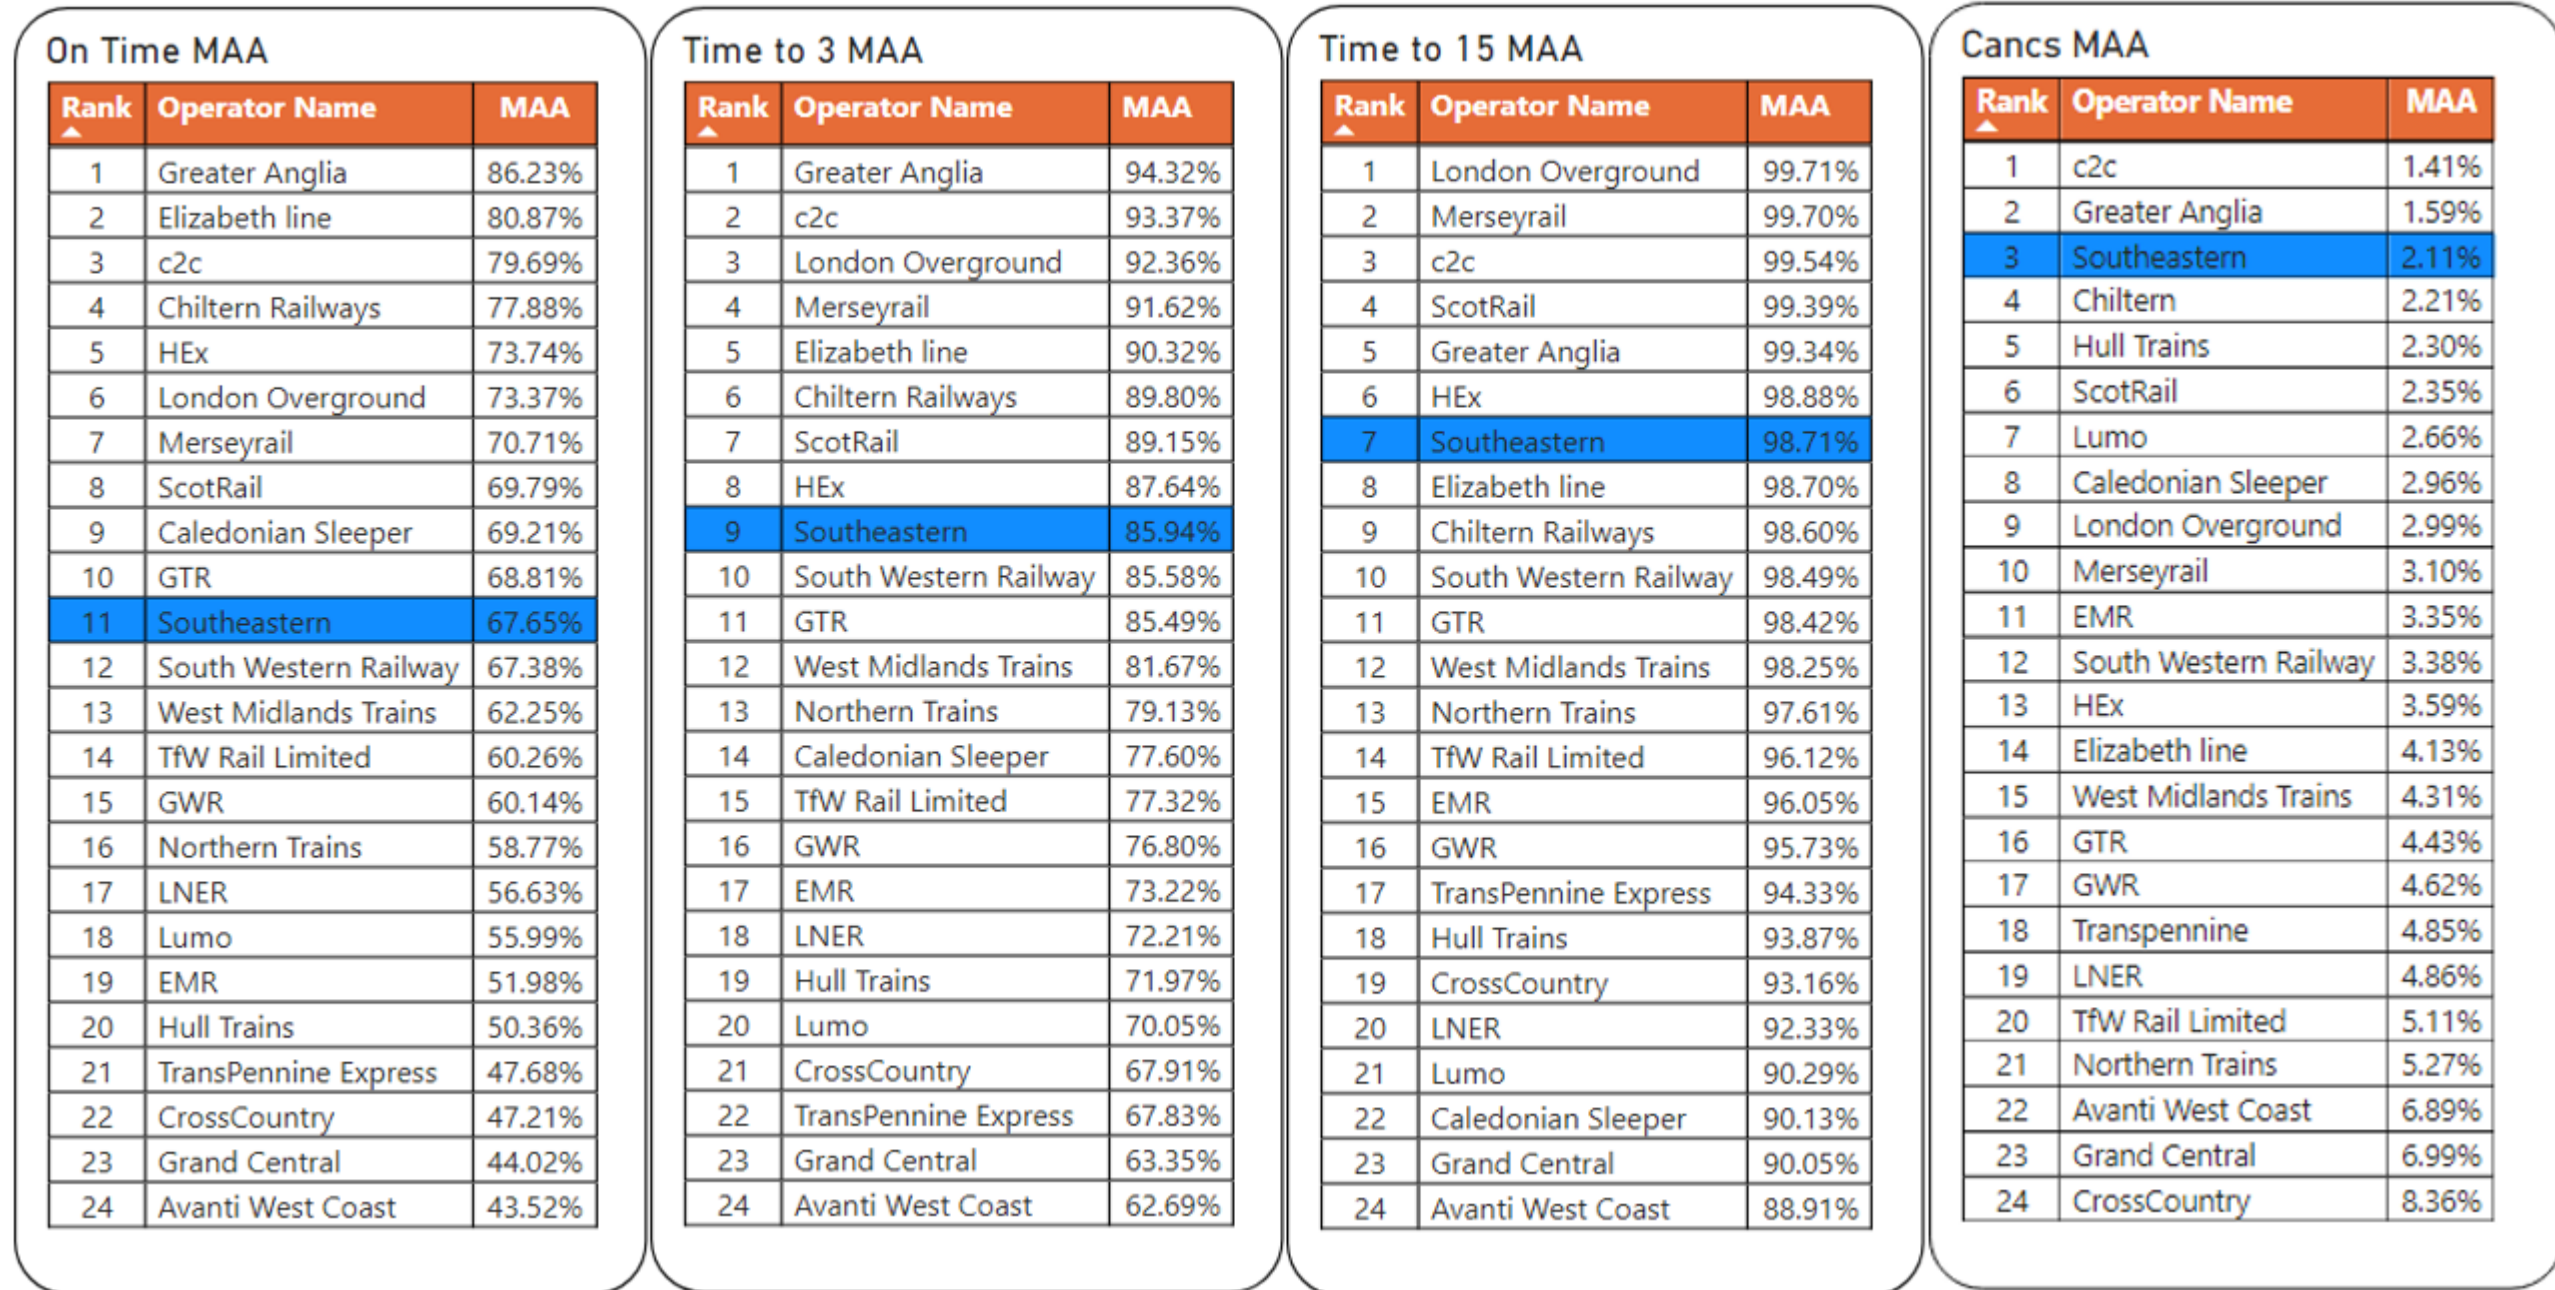 On Time MAA
Rank Operator Name MAA
1 Greater Anglia 86.23%
2 Elizabeth line 80.87%
3 c2c 79.69%
4 Chiltern Railways 77.88%
5 HEx 73.74%
6 London Overground 73.37%
7 Merseyrail 70.71%
8 ScotRail 69.79%
9 Caledonian Sleeper 69.21%
10 GTR 68.81%
11 Southeastern 67.65%
12 South Western Railway 67.38%
13 West Midlands Trains 62.25%
14 TfW Rail Limited 60.26%
15 GWR 60.14%
16 Northern Trains 58.77%
17 LNER 56.63%
18 Lumo 55.99%
19 EMR 51.98%
20 Hull Trains 50.36%
21 TransPennine Express 47.68%
22 CrossCountry 47.21%
23 Grand Central 44.02%
24 Avanti West Coast 43.52%
Time to 3 MAA
Rank Operator Name MAA
1 Greater Anglia 94.32%
2 c2c 93.37%
3 London Overground 92.36%
4 Merseyrail 91.62%
5 Elizabeth line 90.32%
6 Chiltern Railways 89.80%
7 ScotRail 89.15%
8 HEx 87.64%
9 Southeastern 85.94%
10 South Western Railway 85.58%
11 GTR 85.49%
12 West Midlands Trains 81.67%
13 Northern Trains 79.13%
14 Caledonian Sleeper 77.60%
15 TfW Rail Limited 77.32%
16 GWR 76.80%
17 EMR 73.22%
18 LNER 72.21%
19 Hull Trains 71.97%
20 Lumo 70.05%
21 CrossCountry 67.91%
22 TransPennine Express 67.83%
23 Grand Central 63.35%
24 Avanti West Coast 62.69%
Time to 15 MAA
Rank Operator Name MAA
1 London Overground 99.71%
2 Merseyrail 99.70%
3 c2c 99.54%
4 ScotRail 99.39%
5 Greater Anglia 99.34%
6 HEx 98.88%
7 Southeastern 98.71%
8 Elizabeth line 98.70%
9 Chiltern Railways 98.60%
10 South Western Railway 98.49%
11 GTR 98.42%
12 West Midlands Trains 98.25%
13 Northern Trains 97.61%
14 TfW Rail Limited 96.12%
15 EMR 96.05%
16 GWR 95.73%
17 TransPennine Express 94.33%
18 Hull Trains 93.87%
19 CrossCountry 93.16%
20 LNER 92.33%
21 Lumo 90.29%
22 Caledonian Sleeper 90.13%
23 Grand Central 90.05%
24 Avanti West Coast 88.91%
Cancs MAA
Rank Operator Name MAA
1 c2c 1.41%
2 Greater Anglia 1.59%
3 Southeastern 2.11%
4 Chiltern 2.21%
5 Hull Trains 2.30%
6 ScotRail 2.35%
7 Lumo 2.66%
8 Caledonian Sleeper 2.96%
9 London Overground 2.99%
10 Merseyrail 3.10%
11 EMR 3.35%
12 South Western Railway 3.38%
13 HEx 3.59%
14 Elizabeth line 4.13%
15 West Midlands Trains 4.31%
16 GTR 4.43%
17 GWR 4.62%
18 Transpennine 4.85%
19 LNER 4.86%
20 TfW Rail Limited 5.11%
21 Northern Trains 5.27%
22 Avanti West Coast 6.89%
23 Grand Central 6.99%
24 CrossCountry 8.36%